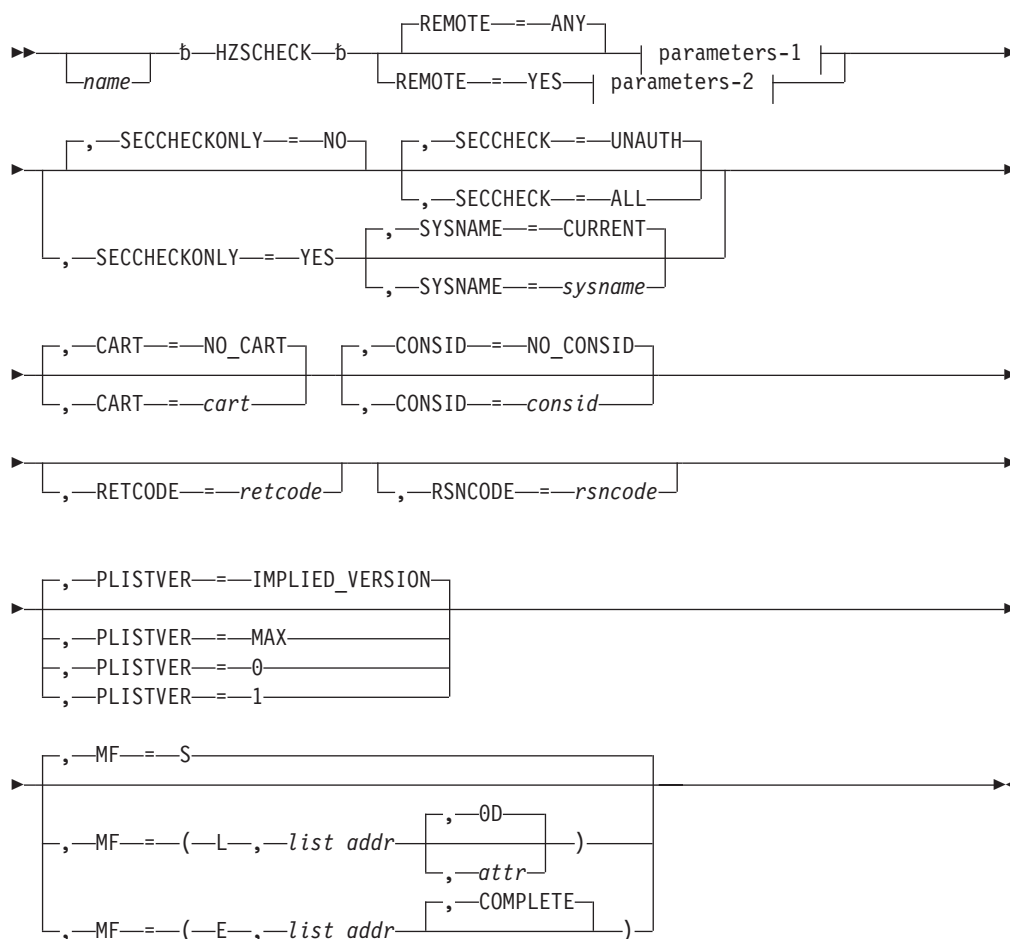 REMOTE=ANY
name ƀ HZSCHECK ƀ parameters-1
REMOTE=YES parameters-2
,SECCHECKONLY=NO ,SECCHECK=UNAUTH
,SECCHECK=ALL
,SYSNAME=CURRENT
,SECCHECKONLY=YES
,SYSNAME=sysname
,CART=NO_CART ,CONSID=NO_CONSID
,CART=cart ,CONSID=consid
,RETCODE=retcode ,RSNCODE=rsncode
,PLISTVER=IMPLIED_VERSION
,PLISTVER=MAX
,PLISTVER=0
,PLISTVER=1
,MF=S
,0D
,MF=(L,list addr )
,attr
,COMPLETE
,MF=(E,list addr )